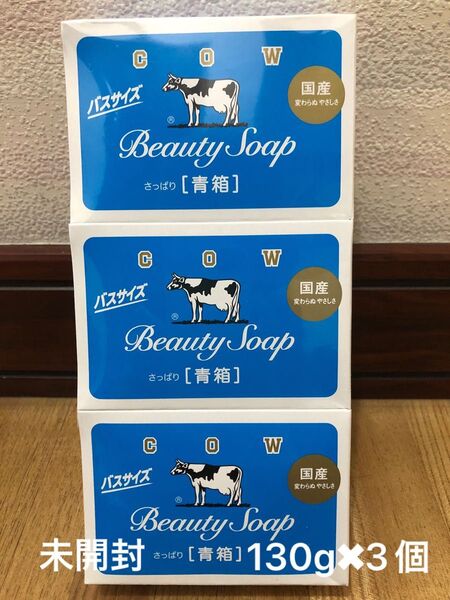 COW
バスサイズ
国産
変わらぬ やさしさ
®
Beauty Soap
さっぱり [青箱]
COW
バスサイズ
国産
変わらぬ やさしさ
®
Beauty Soap
さっぱり [青箱]
COW
バスサイズ
国産
変わらぬ やさしさ
®
Beauty Soap
さっぱり [青箱]
未開封 130g✖3個